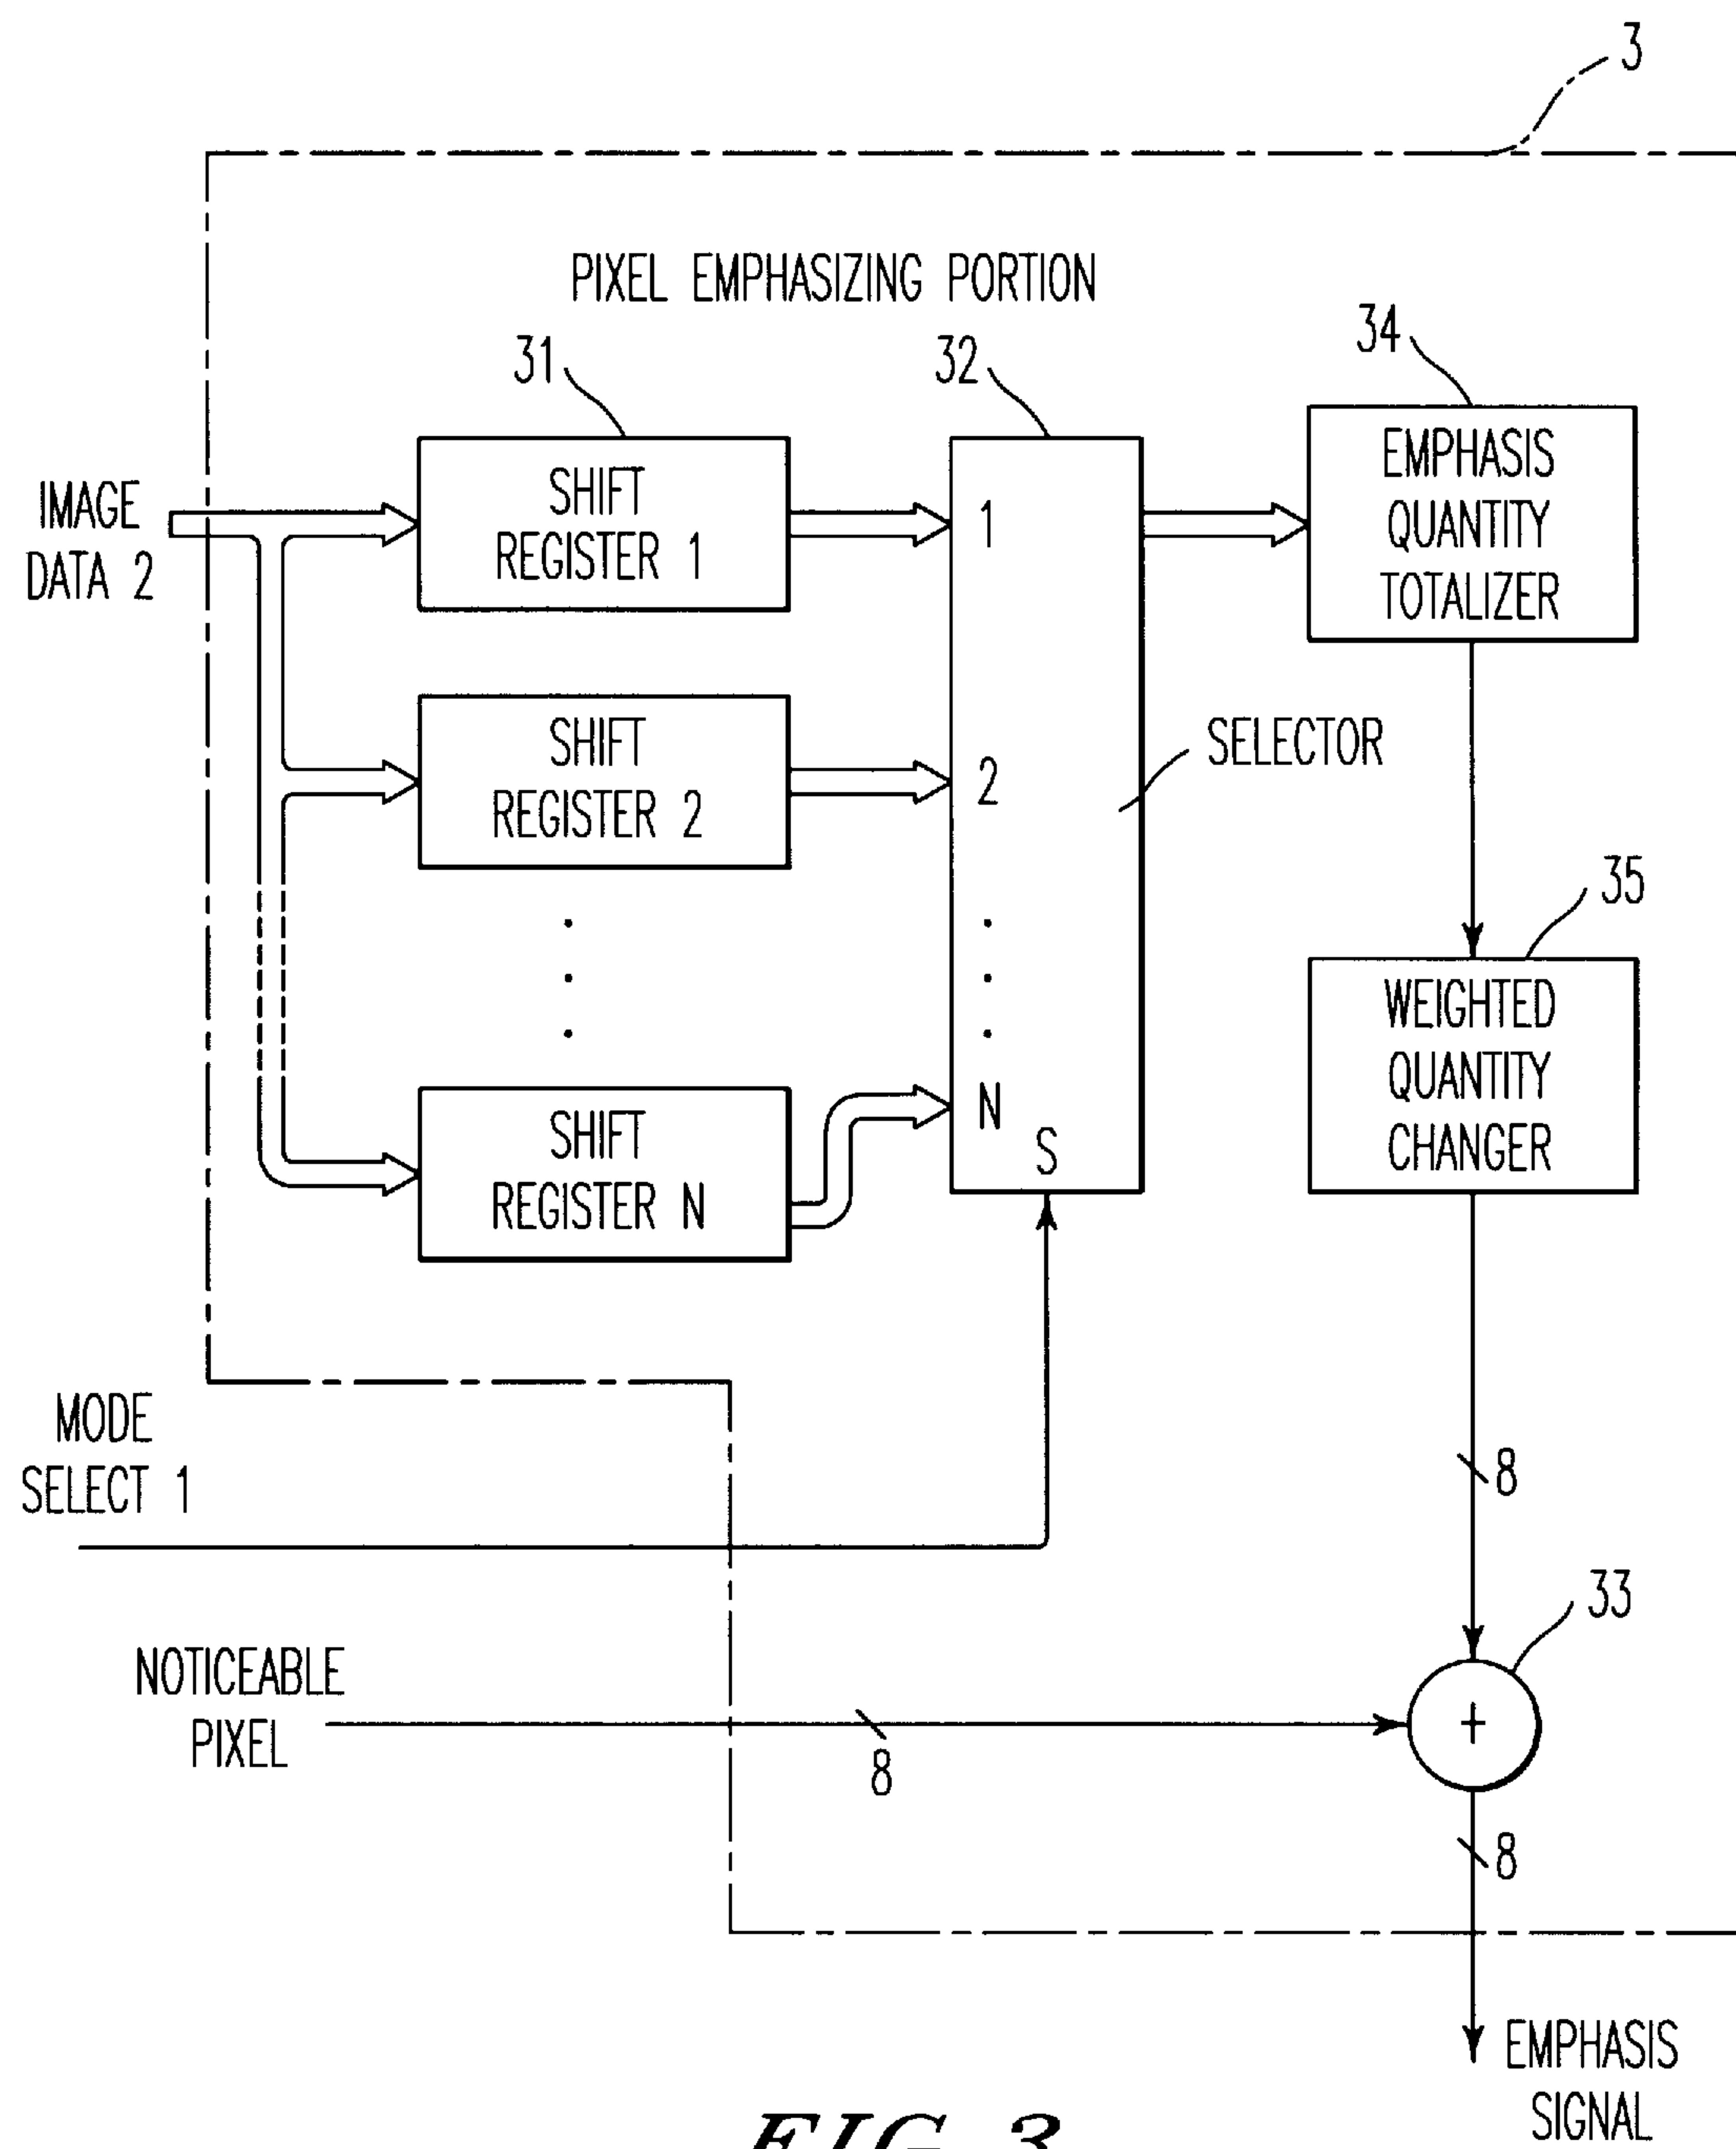 3
PIXEL EMPHASIZING PORTION
31
32
34
IMAGE
DATA 2
SHIFT
REGISTER 1
1
EMPHASIS
QUANTITY
TOTALIZER
SHIFT
REGISTER 2
2
SELECTOR
35
WEIGHTED
QUANTITY
CHANGER
SHIFT
REGISTER N
N
S
MODE
SELECT 1
8
33
NOTICEABLE
PIXEL
8
+
8
EMPHASIS
SIGNAL
FIG. 3